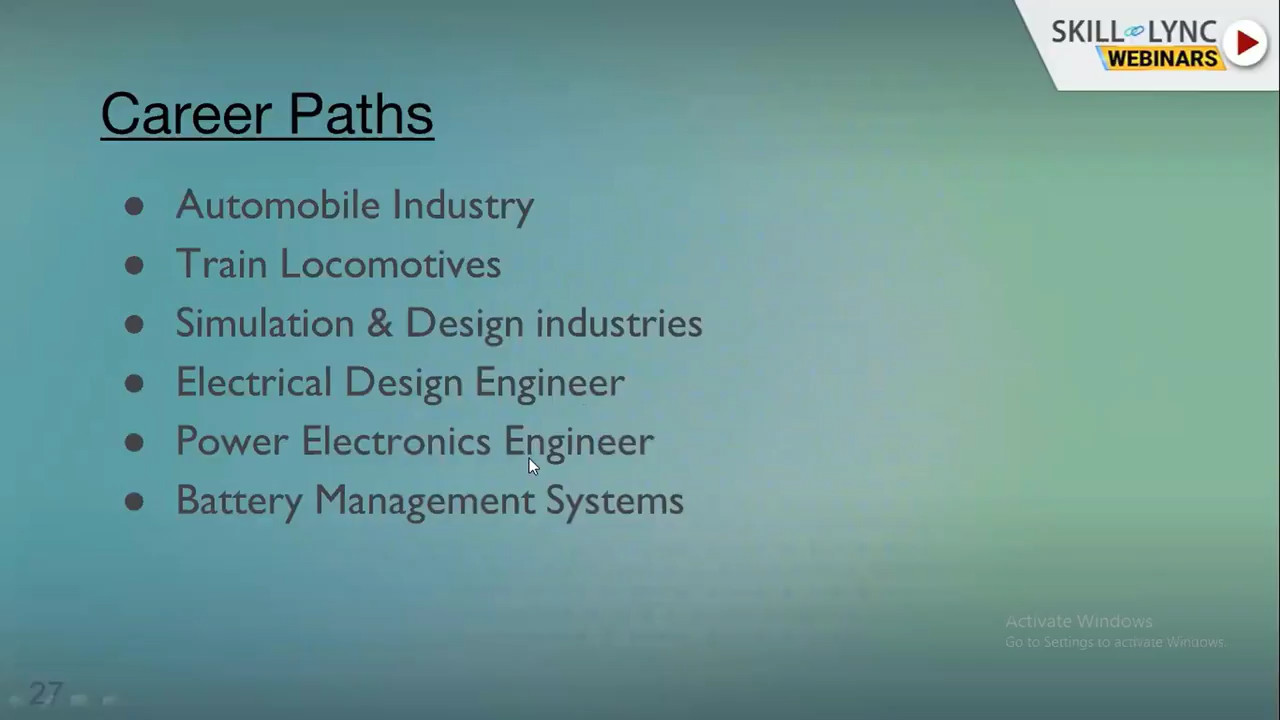 SKILL LYNC
WEBINARS
Career Paths
● Automobile Industry
● Train Locomotives
● Simulation & Design industries
● Electrical Design Engineer
● Power Electronics Engineer
● Battery Management Systems
Activate Windows
Go to Settings to activate Windows.
27